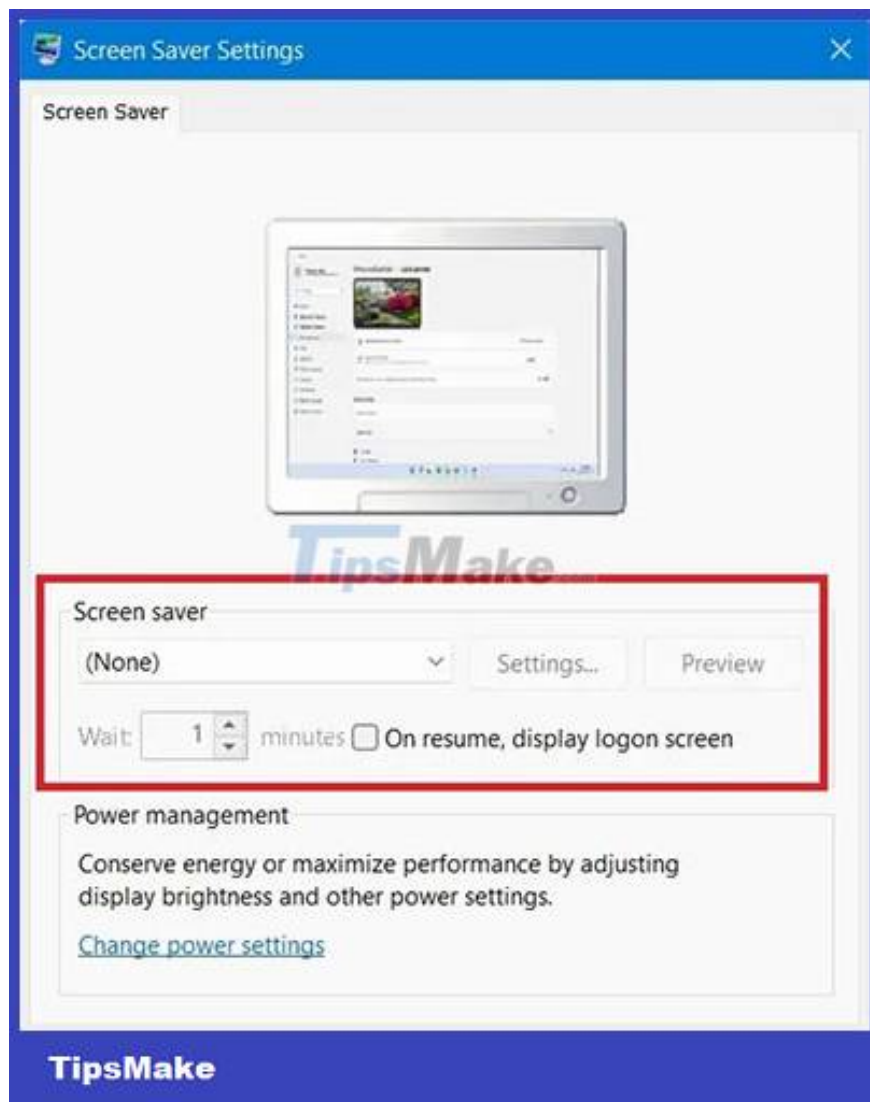 Screen Saver Settings
Screen Saver
TipsMake.com
Screen saver
(None)
Settings...
Preview
Wait: 1 minutes On resume, display logon screen
Power management
Conserve energy or maximize performance by adjusting
display brightness and other power settings.
Change power settings
TipsMake